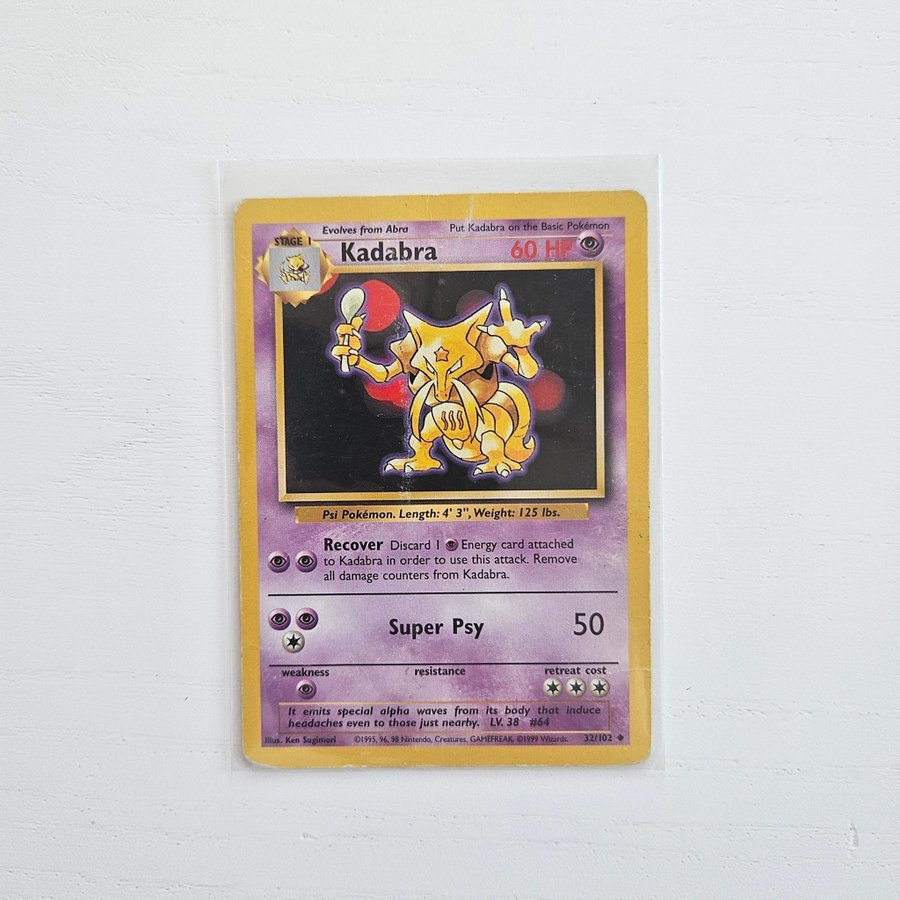 Evolves from Abra
Put Kadabra on the Basic Pokémon
STAGE 1
Kadabra
60 HP
Psi Pokémon. Length: 4' 3", Weight: 125 lbs.
Recover Discard 1 Energy card attached
to Kadabra in order to use this attack. Remove
all damage counters from Kadabra.
Super Psy 50
weakness
resistance
retreat cost
It emits special alpha waves from its body that induce
headaches even to those just nearby. LV. 38 #64
Illus. Ken Sugimori
©1995, 96, 98 Nintendo, Creatures, GAMEFREAK. ©1999 Wizards.
32/102